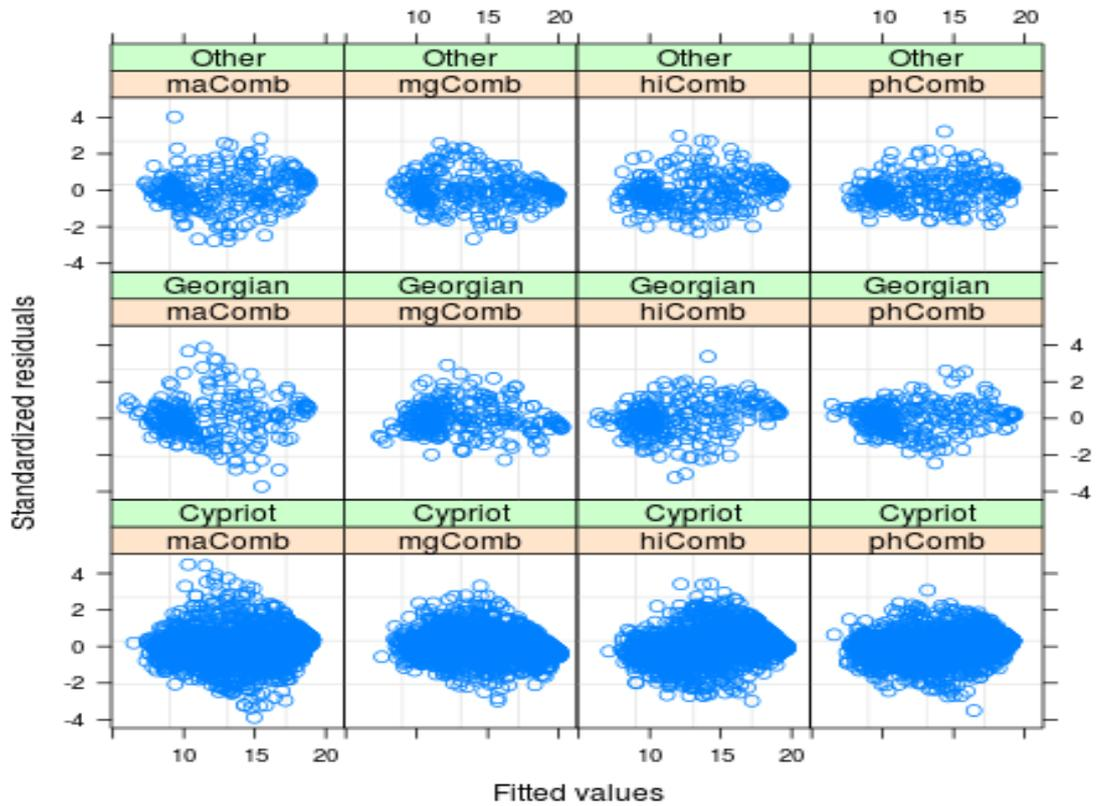 10 15 20 10 15 20
Other Other Other Other
maComb mgComb hiComb phComb
4
2
0
-2
-4
Georgian Georgian Georgian Georgian
maComb mgComb hiComb phComb
4
2
0
-2
-4
Standardized residuals
Cypriot Cypriot Cypriot Cypriot
maComb mgComb hiComb phComb
4
2
0
-2
-4
10 15 20 10 15 20
Fitted values